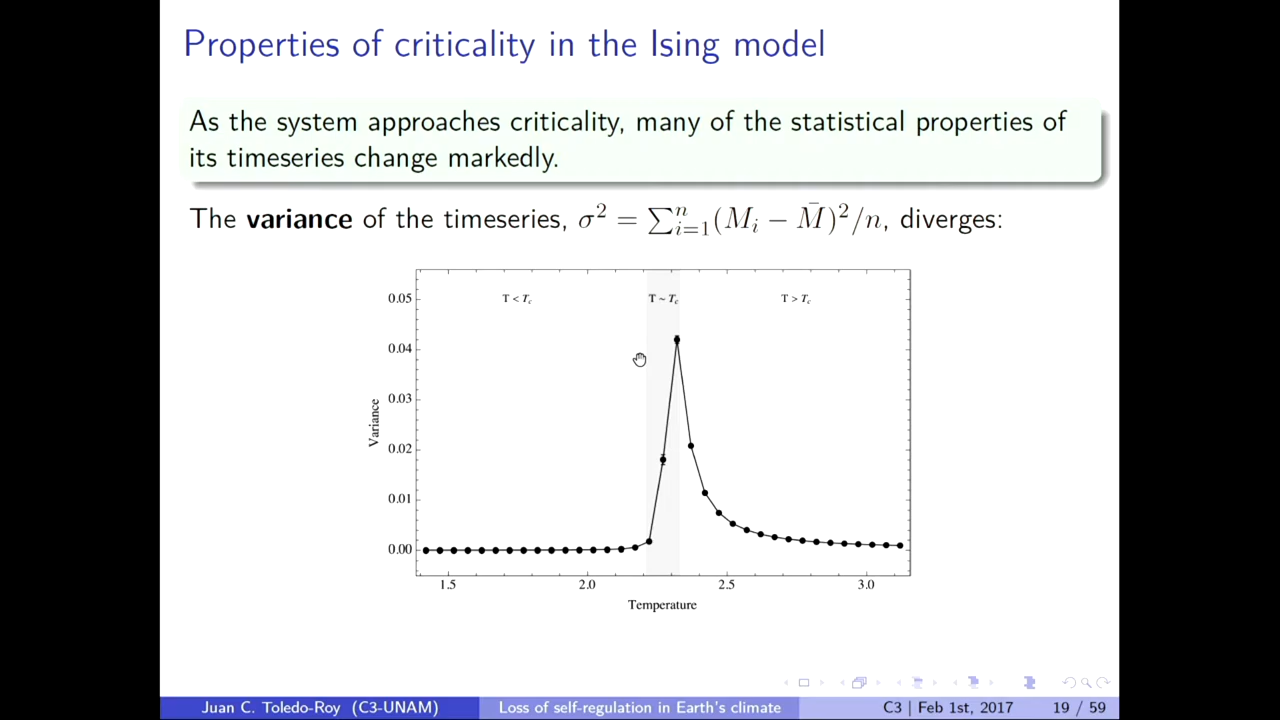 Properties of criticality in the Ising model
As the system approaches criticality, many of the statistical properties of
its timeseries change markedly.
The variance of the timeseries, σ² = ∑ⁿᵢ₌₁(Mᵢ − M̄)²/n, diverges:
T < T_c
T ~ T_c
T > T_c
0.05
0.04
0.03
0.02
0.01
0.00
Variance
1.5 2.0 2.5 3.0
Temperature
Juan C. Toledo-Roy (C3-UNAM) Loss of self-regulation in Earth's climate C3 | Feb 1st, 2017 19 / 59